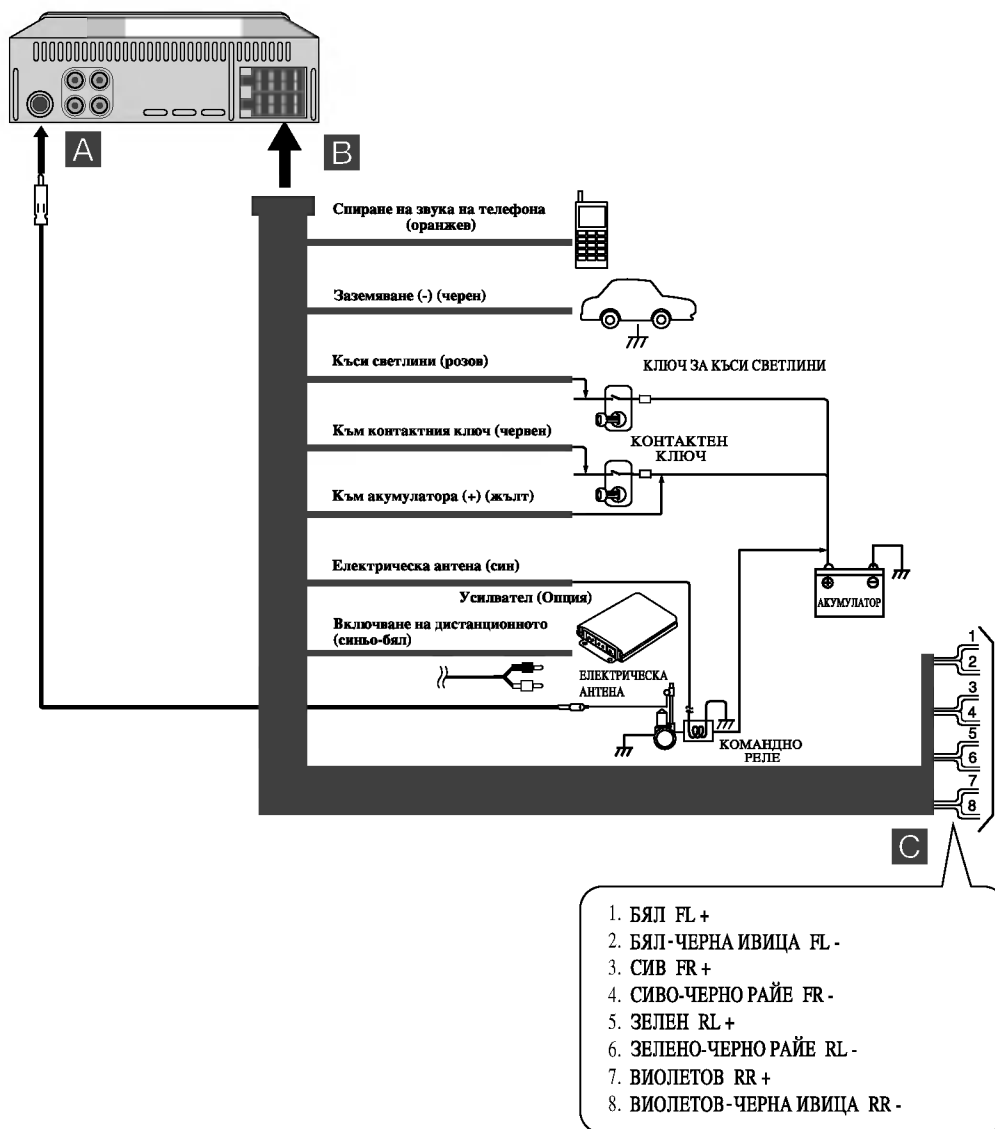 A
B
Спиране на звука на телефона
(оранжев)
Заземяване (-) (черен)
Къси светлини (розов)
КЛЮЧ ЗА КЪСИ СВЕТЛИНИ
Към контактния ключ (червен)
КОНТАКТЕН
КЛЮЧ
Към акумулатора (+) (жълт)
Електрическа антена (син)
АКУМУЛАТОР
Усилвател (Опция)
Включване на дистанционното
(синьо-бял)
ЕЛЕКТРИЧЕСКА
АНТЕНА
КОМАНДНО
РЕЛЕ
1
2
3
4
5
6
7
8
C
1. БЯЛ FL +
2. БЯЛ-ЧЕРНА ИВИЦА FL -
3. СИВ FR +
4. СИВО-ЧЕРНО РАЙЕ FR -
5. ЗЕЛЕН RL +
6. ЗЕЛЕНО-ЧЕРНО РАЙЕ RL -
7. ВИОЛЕТОВ RR +
8. ВИОЛЕТОВ-ЧЕРНА ИВИЦА RR -